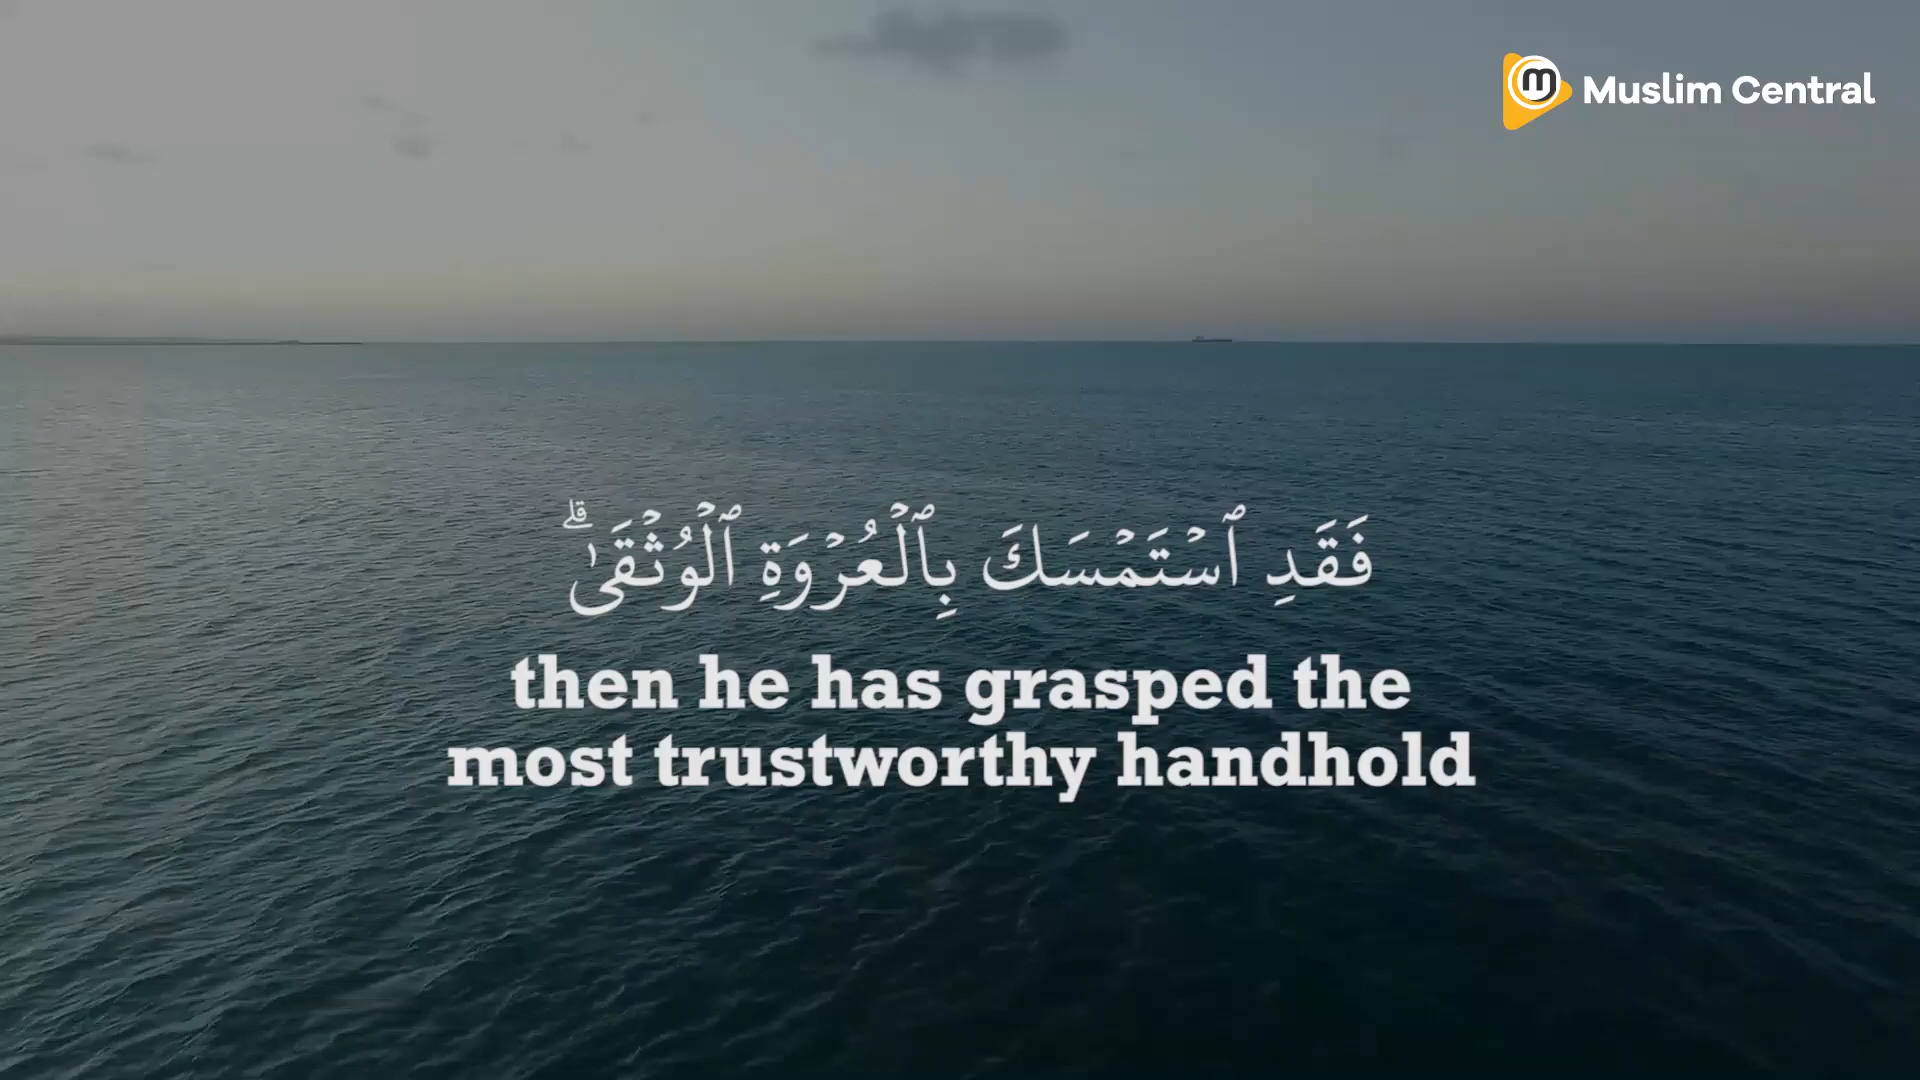 Muslim Central
فَقَدِ ٱسْتَمْسَكَ بِٱلْعُرْوَةِ ٱلْوُثْقَىٰ ۗ
then he has grasped the
most trustworthy handhold